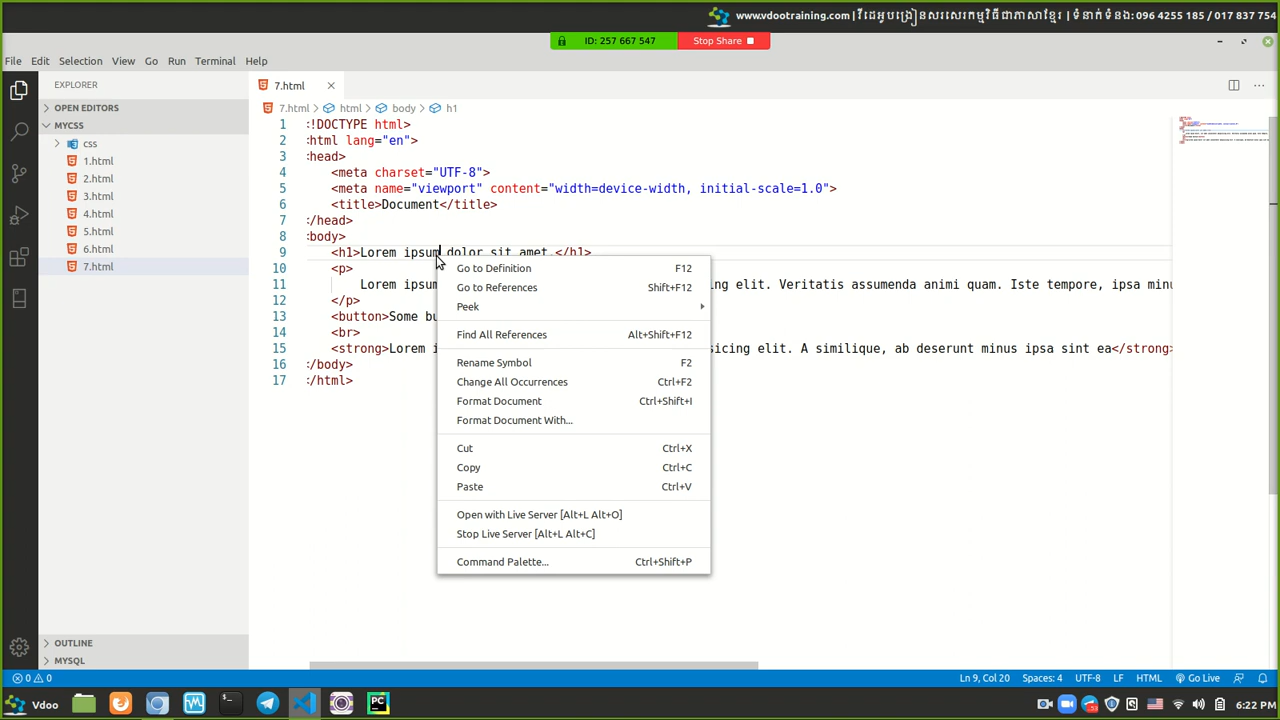 www.vdootraining.com | វីដេអូបង្រៀនសរសេរកម្មវិធីជាភាសាខ្មែរ | ទំនាក់ទំនង: 096 4255 185 / 017 837 754
ID: 257 667 547
Stop Share
File Edit Selection View Go Run Terminal Help
EXPLORER
OPEN EDITORS
MYCSS
css
1.html
2.html
3.html
4.html
5.html
6.html
7.html
OUTLINE
MYSQL
7.html
7.html > html > body > h1
1 !DOCTYPE html>
2 html lang="en">
3 head>
4 <meta charset="UTF-8">
5 <meta name="viewport" content="width=device-width, initial-scale=1.0">
6 <title>Document</title>
7 /head>
8 body>
9 <h1>Lorem ipsum dolor sit amet.</h1>
10 <p>
11 Lorem ipsum ing elit. Veritatis assumenda animi quam. Iste tempore, ipsa minu
12 </p>
13 <button>Some bu
14 <br>
15 <strong>Lorem i sicing elit. A similique, ab deserunt minus ipsa sint ea</strong>
16 /body>
17 /html>
Go to Definition F12
Go to References Shift+F12
Peek
Find All References Alt+Shift+F12
Rename Symbol F2
Change All Occurrences Ctrl+F2
Format Document Ctrl+Shift+I
Format Document With...
Cut Ctrl+X
Copy Ctrl+C
Paste Ctrl+V
Open with Live Server [Alt+L Alt+O]
Stop Live Server [Alt+L Alt+C]
Command Palette... Ctrl+Shift+P
0 0 Ln 9, Col 20 Spaces: 4 UTF-8 LF HTML Go Live
Vdoo 6:22 PM